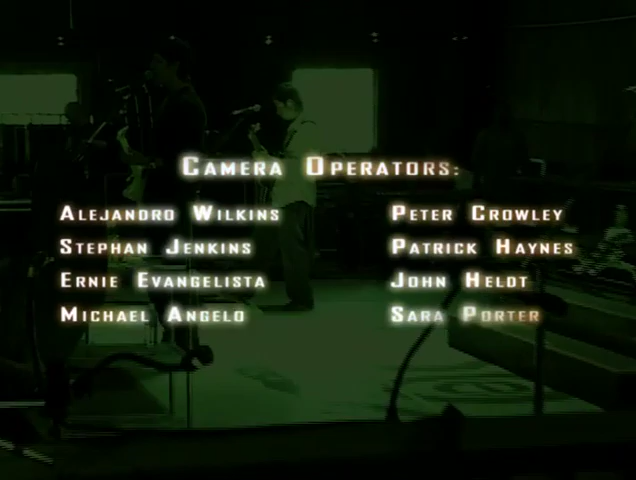 Camera Operators:
Alejandro Wilkins
Stephan Jenkins
Ernie Evangelista
Michael Angelo
Peter Crowley
Patrick Haynes
John Heldt
Sara Porter